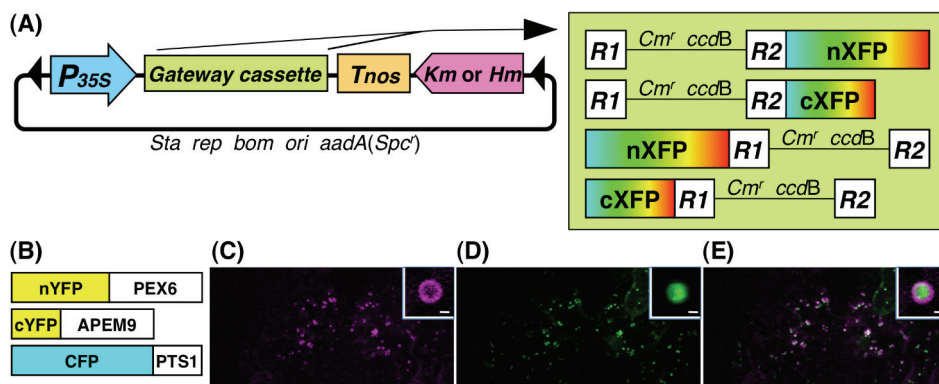 (A)
P35S
Gateway cassette
Tnos
Km or Hm
Sta rep bom ori aadA(Spcʳ)
R1 Cmʳ ccdB R2 nXFP
R1 Cmʳ ccdB R2 cXFP
nXFP R1 Cmʳ ccdB R2
cXFP R1 Cmʳ ccdB R2
(B)
nYFP PEX6
cYFP APEM9
CFP PTS1
(C)
(D)
(E)